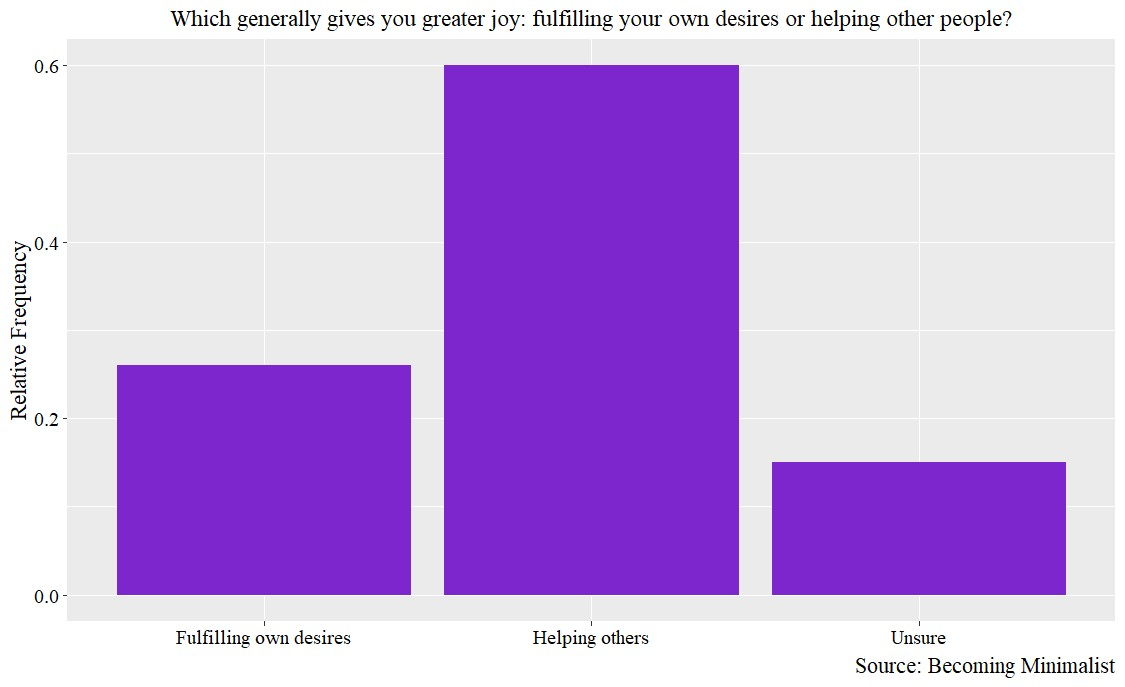 Which generally gives you greater joy: fulfilling your own desires or helping other people?
Relative Frequency
0.6
0.4
0.2
0.0
Fulfilling own desires
Helping others
Unsure
Source: Becoming Minimalist